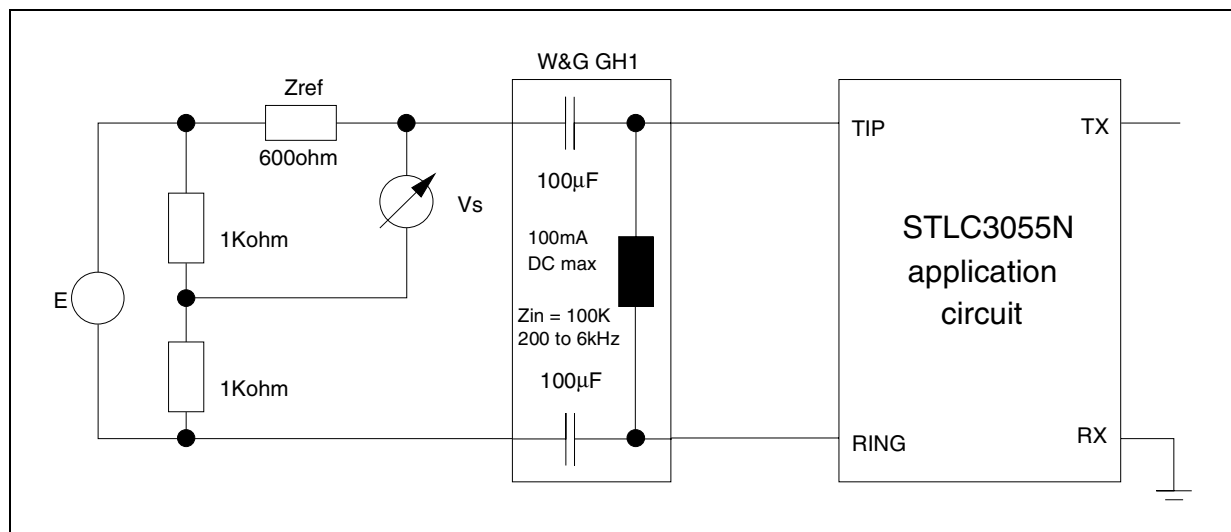 W&G GH1
Zref
600ohm
TIP
TX
100µF
Vs
1Kohm
100mA
DC max
STLC3055N
application
circuit
E
Zin = 100K
200 to 6kHz
1Kohm
100µF
RING
RX